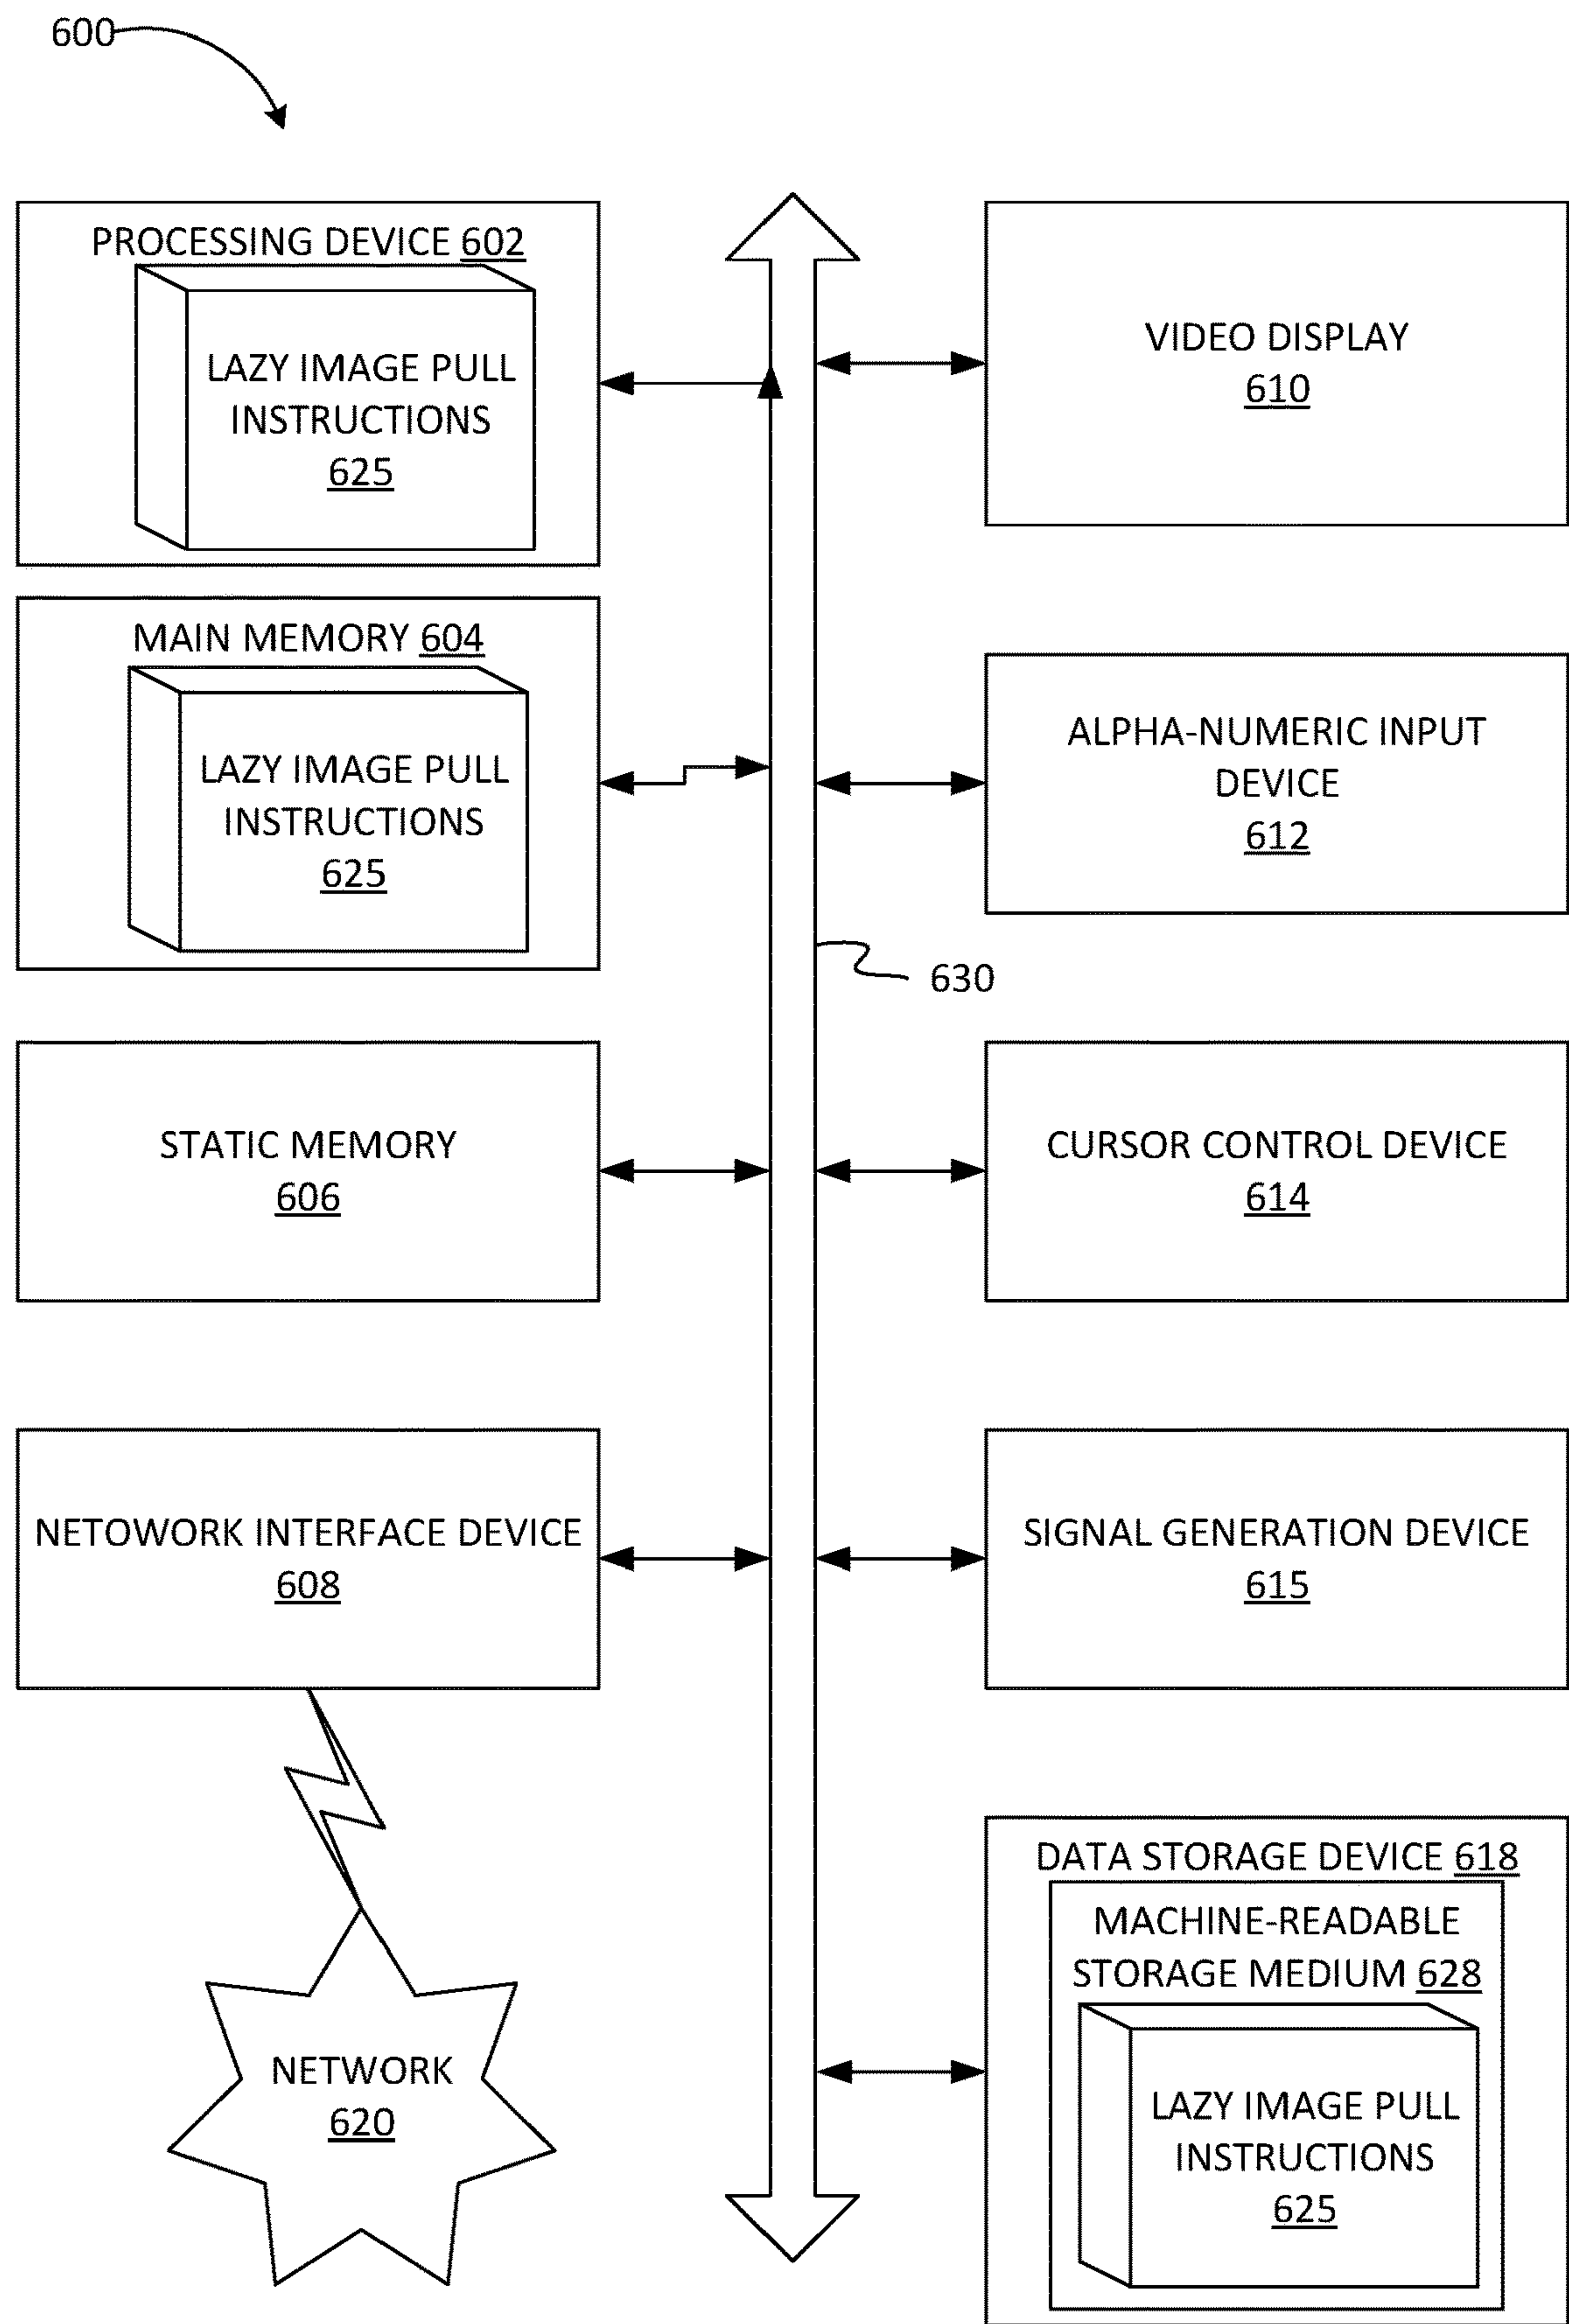 600
PROCESSING DEVICE 602
LAZY IMAGE PULL
INSTRUCTIONS
625
MAIN MEMORY 604
LAZY IMAGE PULL
INSTRUCTIONS
625
STATIC MEMORY
606
NETOWORK INTERFACE DEVICE
608
NETWORK
620
VIDEO DISPLAY
610
ALPHA-NUMERIC INPUT
DEVICE
612
630
CURSOR CONTROL DEVICE
614
SIGNAL GENERATION DEVICE
615
DATA STORAGE DEVICE 618
MACHINE-READABLE
STORAGE MEDIUM 628
LAZY IMAGE PULL
INSTRUCTIONS
625